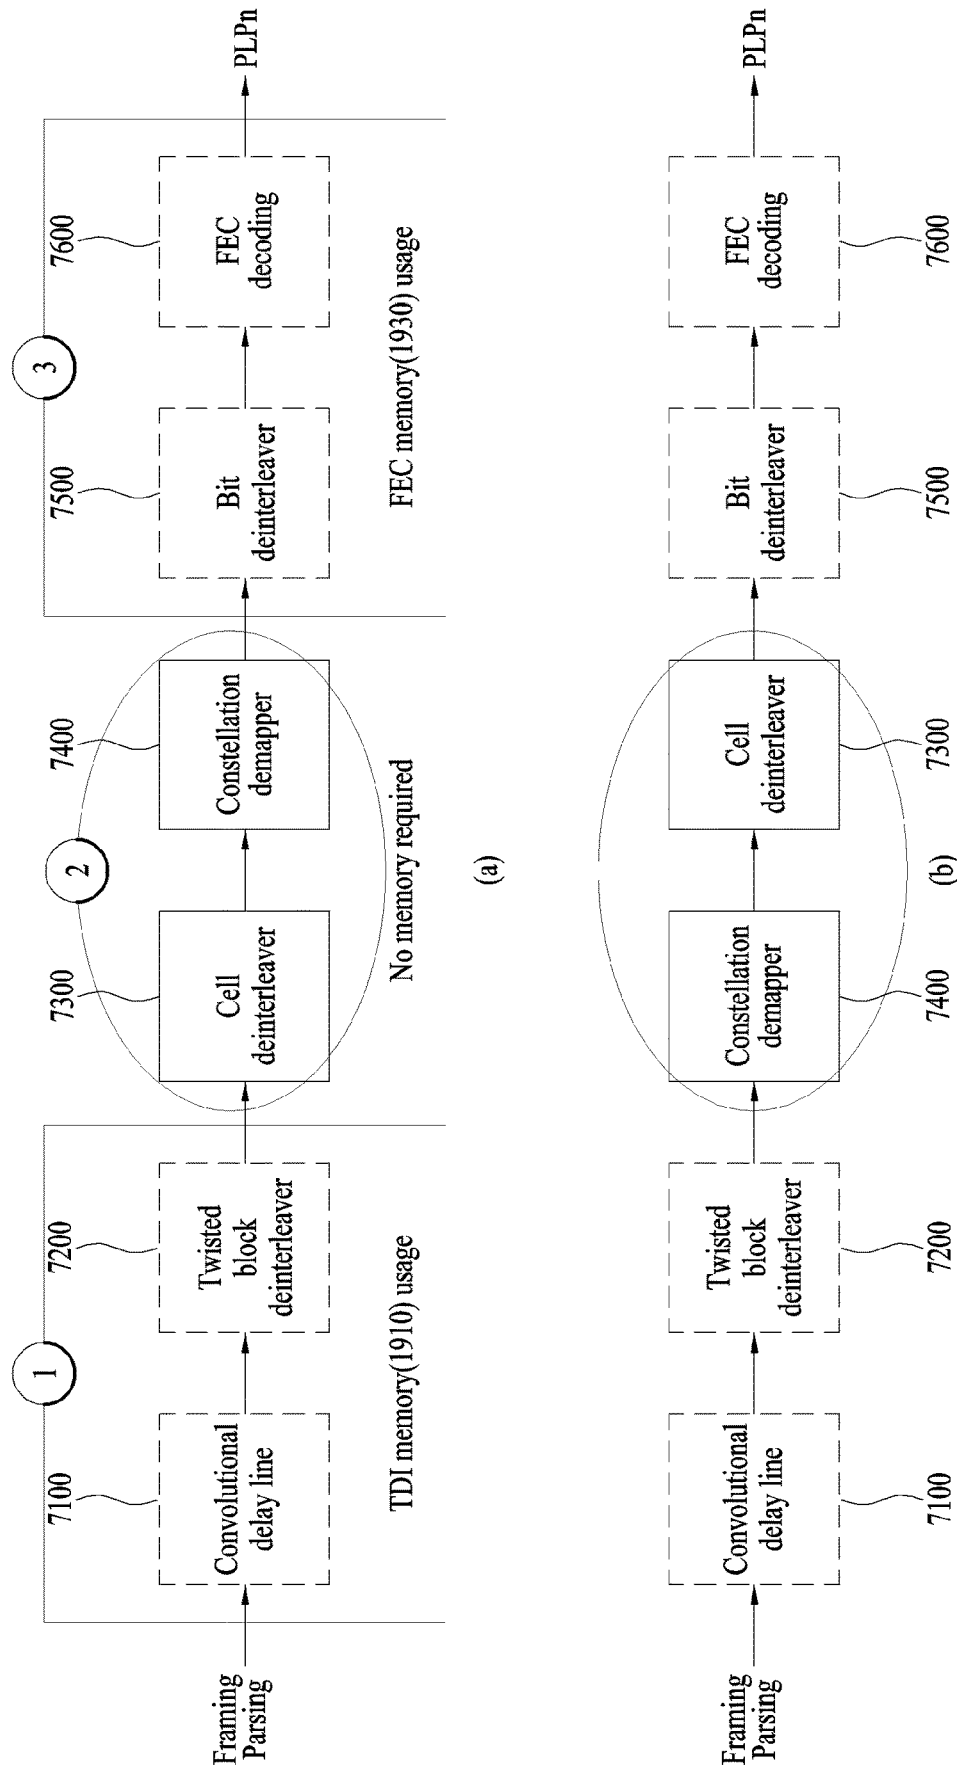 1
2
3
7100
7200
7300
7400
7500
7600
Framing
Parsing
Convolutional
delay line
Twisted
block
deinterleaver
Cell
deinterleaver
Constellation
demapper
Bit
deinterleaver
FEC
decoding
PLPn
TDI memory(1910) usage
No memory required
FEC memory(1930) usage
(a)
Framing
Parsing
Convolutional
delay line
Twisted
block
deinterleaver
Constellation
demapper
Cell
deinterleaver
Bit
deinterleaver
FEC
decoding
PLPn
7100
7200
7400
7300
7500
7600
(b)